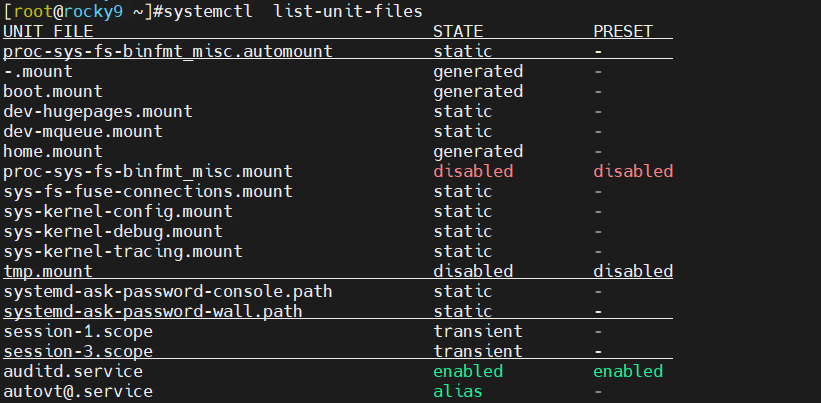 [root@rocky9 ~]#systemctl  list-unit-files
UNIT FILE                                  STATE           PRESET
proc-sys-fs-binfmt_misc.automount          static          -
-.mount                                    generated       -
boot.mount                                 generated       -
dev-hugepages.mount                        static          -
dev-mqueue.mount                           static          -
home.mount                                 generated       -
proc-sys-fs-binfmt_misc.mount              disabled        disabled
sys-fs-fuse-connections.mount              static          -
sys-kernel-config.mount                    static          -
sys-kernel-debug.mount                     static          -
sys-kernel-tracing.mount                   static          -
tmp.mount                                  disabled        disabled
systemd-ask-password-console.path          static          -
systemd-ask-password-wall.path             static          -
session-1.scope                            transient       -
session-3.scope                            transient       -
auditd.service                             enabled         enabled
autovt@.service                            alias           -